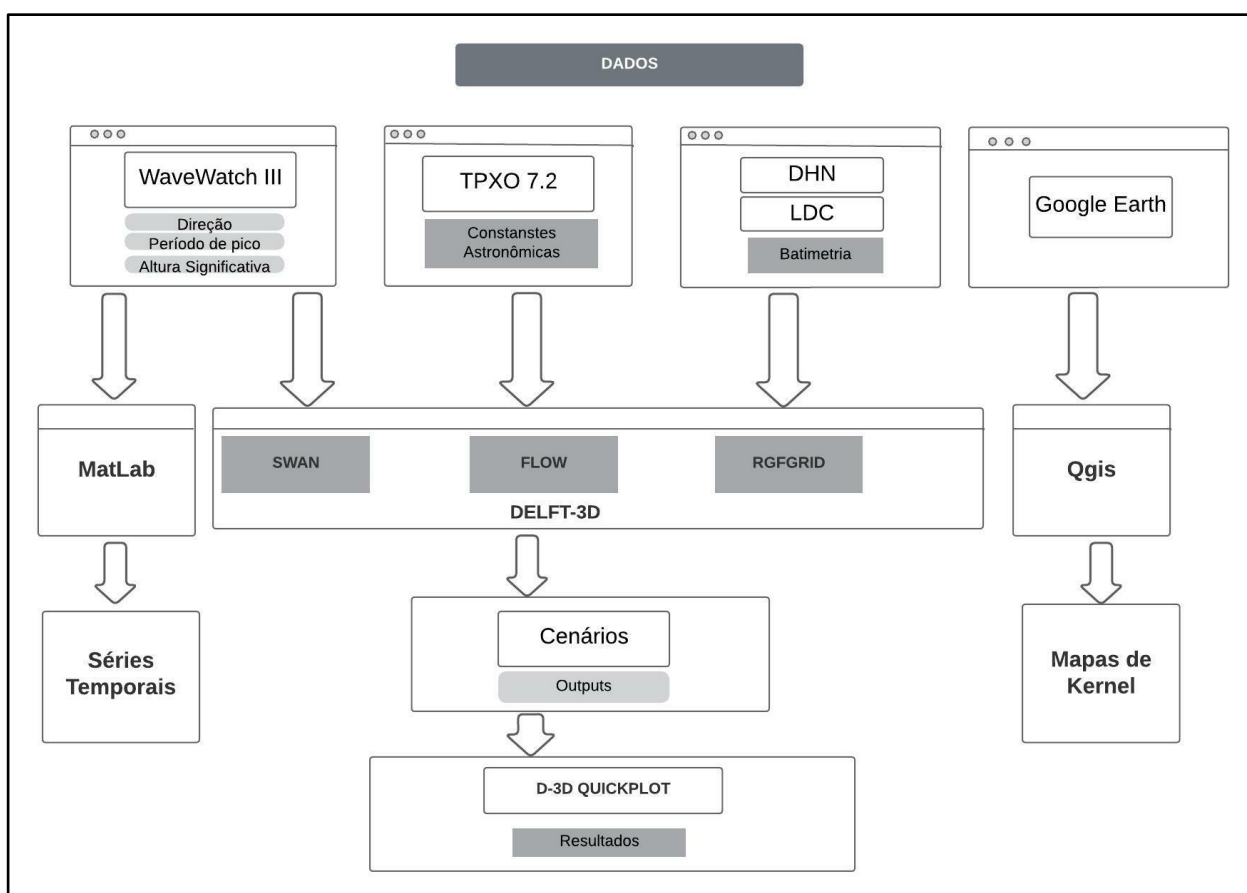 DADOS
WaveWatch III
Direção
Período de pico
Altura Significativa
TPXO 7.2
Constanstes
Astronômicas
DHN
LDC
Batimetria
Google Earth
MatLab
SWAN
FLOW
RGFGRID
DELFT-3D
Qgis
Séries
Temporais
Cenários
Outputs
Mapas de
Kernel
D-3D QUICKPLOT
Resultados